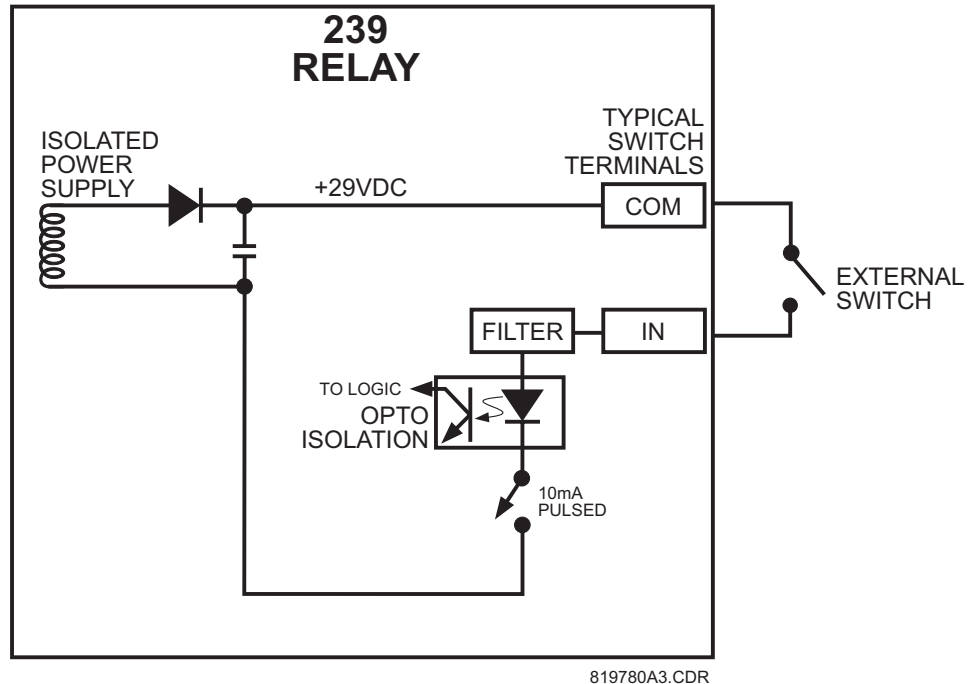 239
RELAY
TYPICAL
SWITCH
TERMINALS
ISOLATED
POWER
SUPPLY
+29VDC
COM
EXTERNAL
SWITCH
FILTER
IN
TO LOGIC
OPTO
ISOLATION
10mA
PULSED
819780A3.CDR